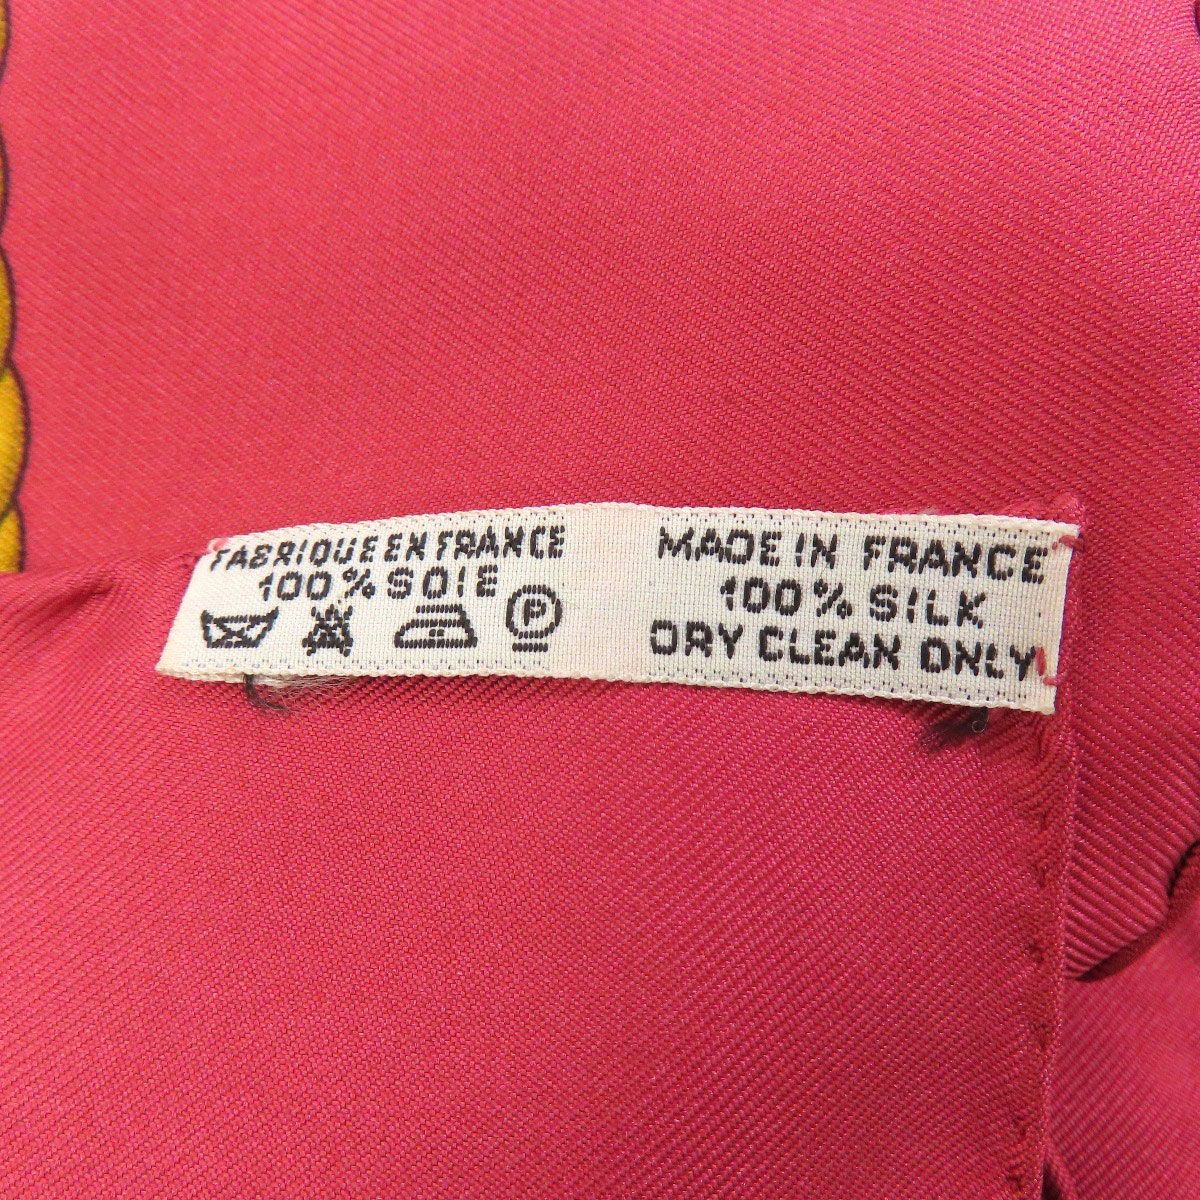 FABRIQUE EN FRANCE
100% SOIE
P
MADE IN FRANCE
100% SILK
DRY CLEAN ONLY